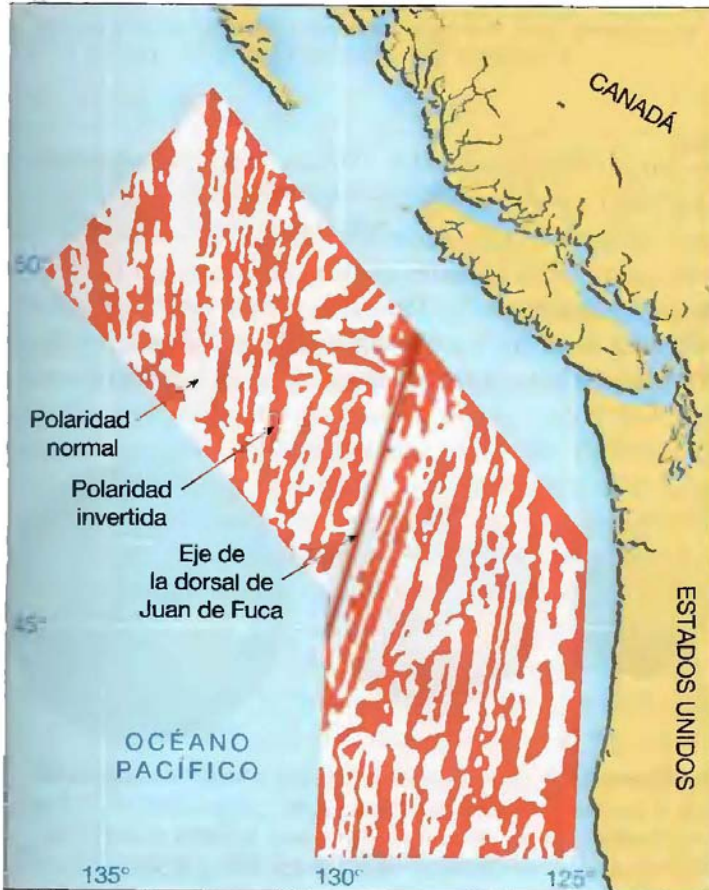 CANADÁ
50°
Polaridad
normal
Polaridad
invertida
Eje de
la dorsal de
Juan de Fuca
45°
ESTADOS UNIDOS
OCÉANO
PACÍFICO
135°
130°
125°